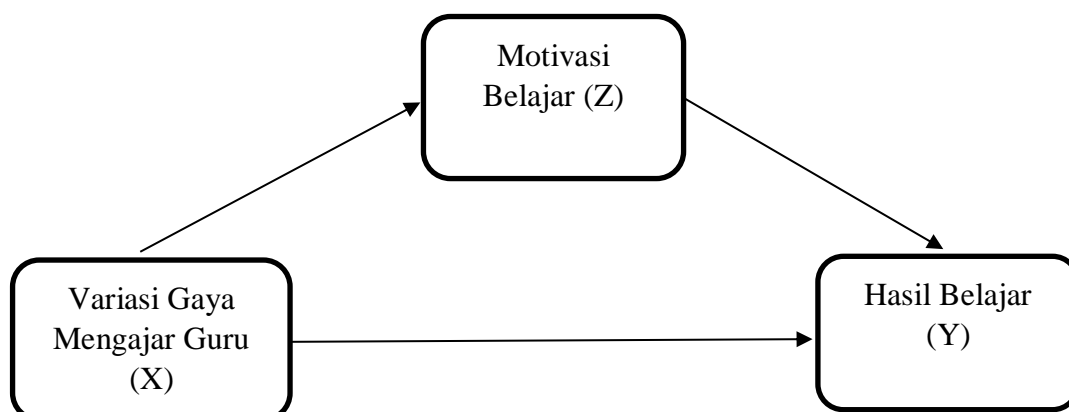 Motivasi
Belajar (Z)
Variasi Gaya
Mengajar Guru
(X)
Hasil Belajar
(Y)